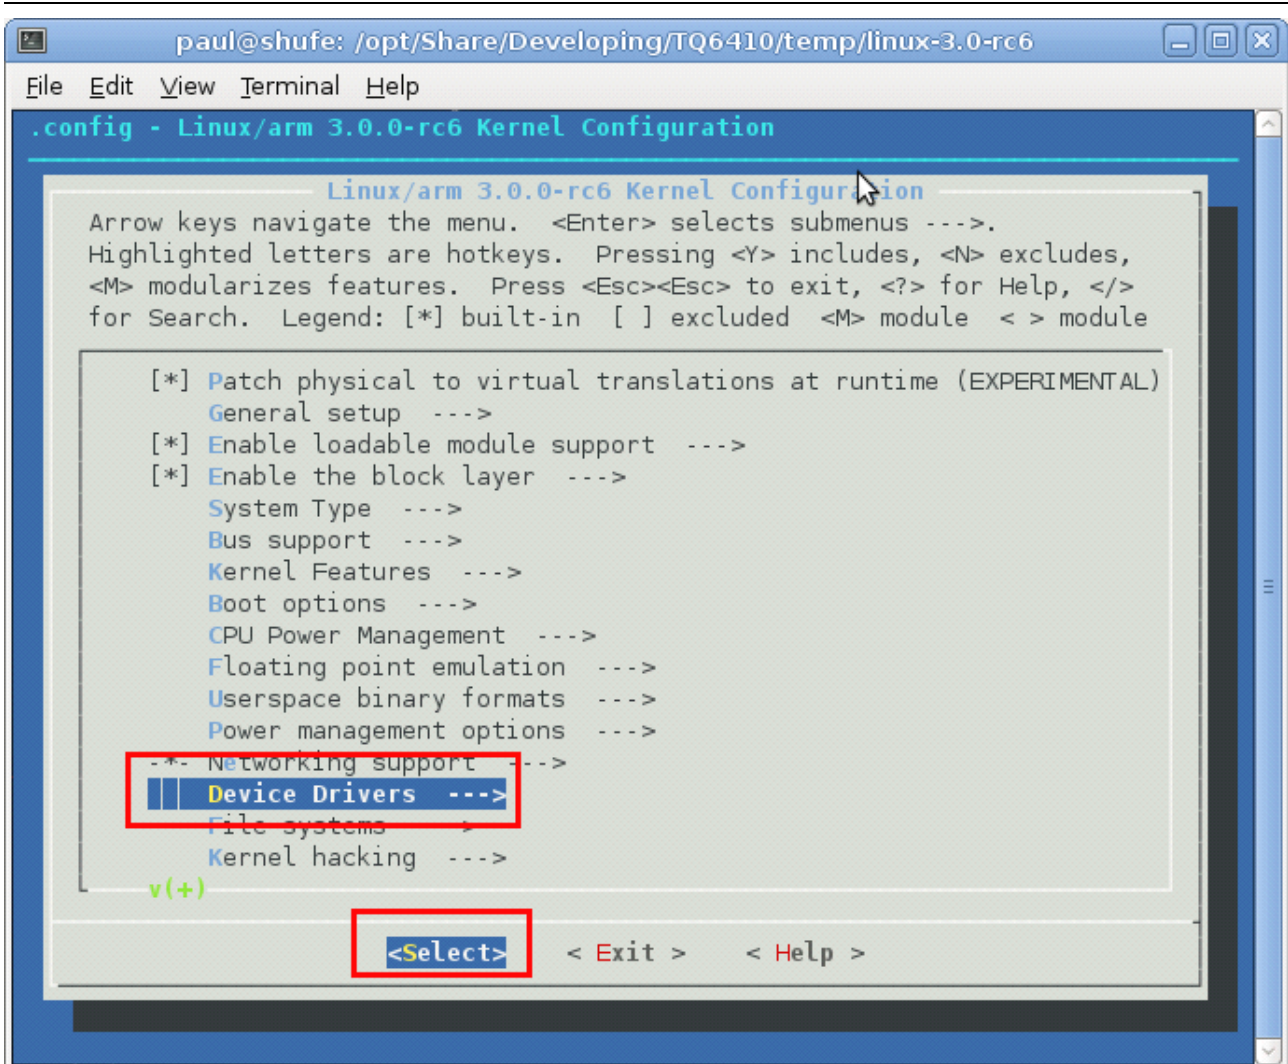 paul@shufe: /opt/Share/Developing/TQ6410/temp/linux-3.0-rc6
File Edit View Terminal Help
.config - Linux/arm 3.0.0-rc6 Kernel Configuration
Linux/arm 3.0.0-rc6 Kernel Configuration
Arrow keys navigate the menu. <Enter> selects submenus --->.
Highlighted letters are hotkeys. Pressing <Y> includes, <N> excludes,
<M> modularizes features. Press <Esc><Esc> to exit, <?> for Help, </>
for Search. Legend: [*] built-in [ ] excluded <M> module < > module
[*] Patch physical to virtual translations at runtime (EXPERIMENTAL)
General setup --->
[*] Enable loadable module support --->
[*] Enable the block layer --->
System Type --->
Bus support --->
Kernel Features --->
Boot options --->
CPU Power Management --->
Floating point emulation --->
Userspace binary formats --->
Power management options --->
-*- Networking support --->
Device Drivers --->
File systems --->
Kernel hacking --->
v(+)
<Select> < Exit > < Help >